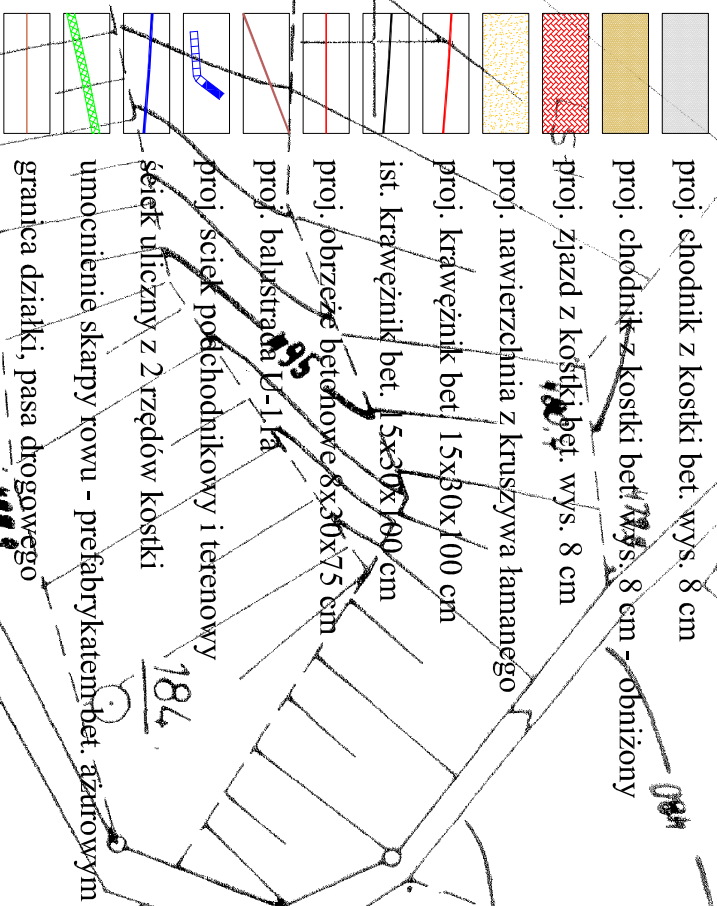 proj. chodnik z kostki bet. wys. 8 cm
proj. chodnik z kostki bet. wys. 8 cm - obniżony
proj. zjazd z kostki bet. wys. 8 cm
proj. nawierzchnia z kruszywa łamanego
proj. krawężnik bet. 15x30x100 cm
ist. krawężnik bet. 15x30x100 cm
proj. obrzeże betonowe 8x30x75 cm
proj. balustrada U-11a
proj. ściek podchodnikowy i terenowy
ściek uliczny z 2 rzędów kostki
umocnienie skarpy rowu - prefabrykatem bet. ażurowym
granica działki, pasa drogowego
495
184
480